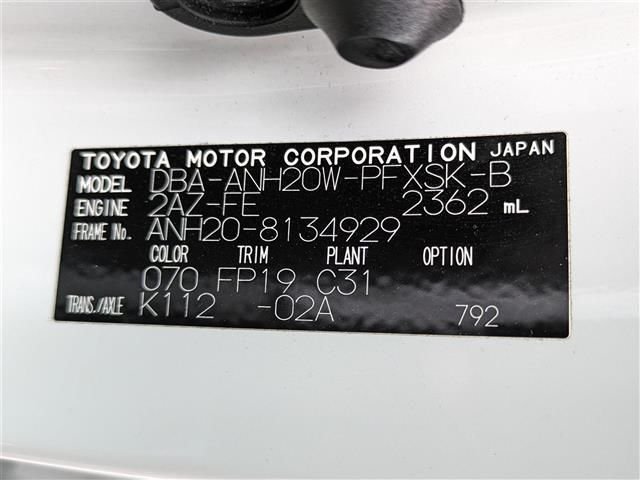 TOYOTA MOTOR CORPORATION JAPAN
MODEL DBA-ANH20W-PFXSK-B
ENGINE 2AZ-FE 2362 mL
FRAME No. ANH20-8134929
COLOR TRIM PLANT OPTION
070 FP19 C31
TRANS./AXLE K112 -02A 792